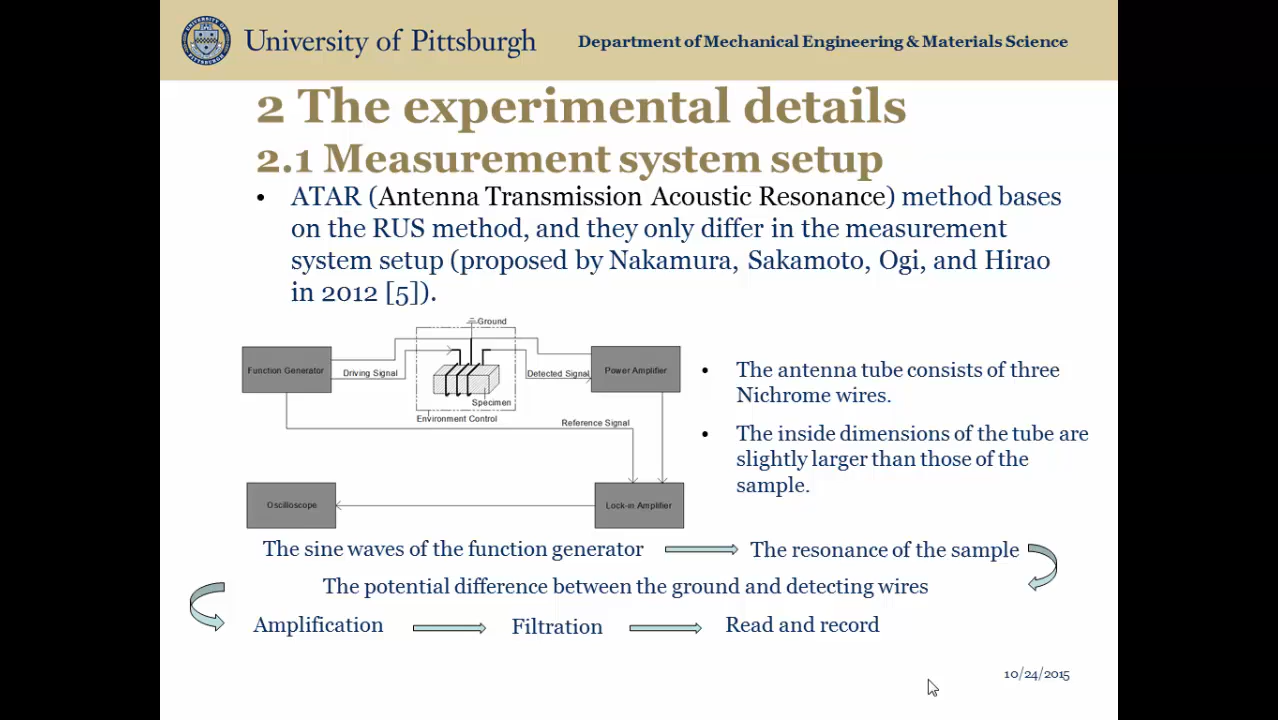 University of Pittsburgh
Department of Mechanical Engineering & Materials Science
2 The experimental details
2.1 Measurement system setup
• ATAR (Antenna Transmission Acoustic Resonance) method bases
on the RUS method, and they only differ in the measurement
system setup (proposed by Nakamura, Sakamoto, Ogi, and Hirao
in 2012 [5]).
Ground
Function Generator
Driving Signal
Detected Signal
Power Amplifier
Specimen
Environment Control
Reference Signal
Oscilloscope
Lock-in Amplifier
• The antenna tube consists of three
Nichrome wires.
• The inside dimensions of the tube are
slightly larger than those of the
sample.
The sine waves of the function generator
The resonance of the sample
The potential difference between the ground and detecting wires
Amplification
Filtration
Read and record
10/24/2015